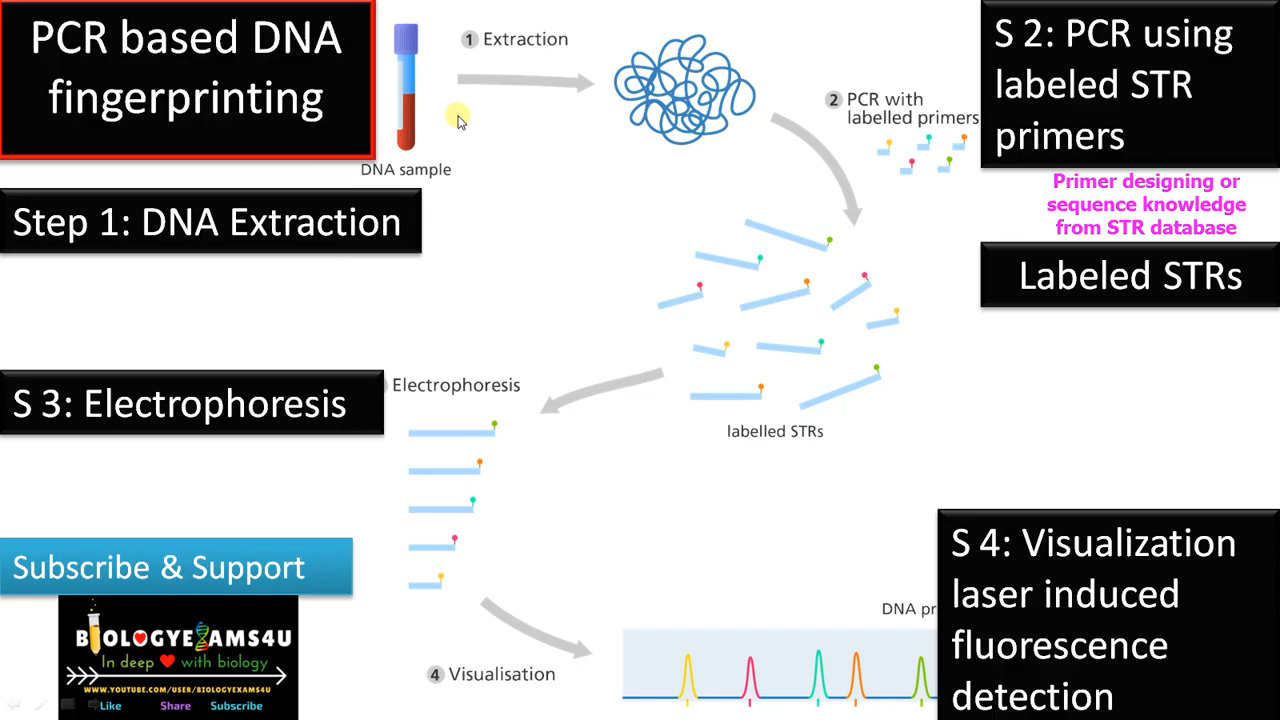 PCR based DNA
fingerprinting
1 Extraction
DNA sample
2 PCR with
labelled primers
S 2: PCR using
labeled STR
primers
Primer designing or
sequence knowledge
from STR database
Step 1: DNA Extraction
Labeled STRs
labelled STRs
Electrophoresis
S 3: Electrophoresis
Subscribe & Support
BIOLOGYEXAMS4U
In deep with biology
WWW.YOUTUBE.COM/USER/BIOLOGYEXAMS4U
Like Share Subscribe
4 Visualisation
DNA pr
S 4: Visualization
laser induced
fluorescence
detection